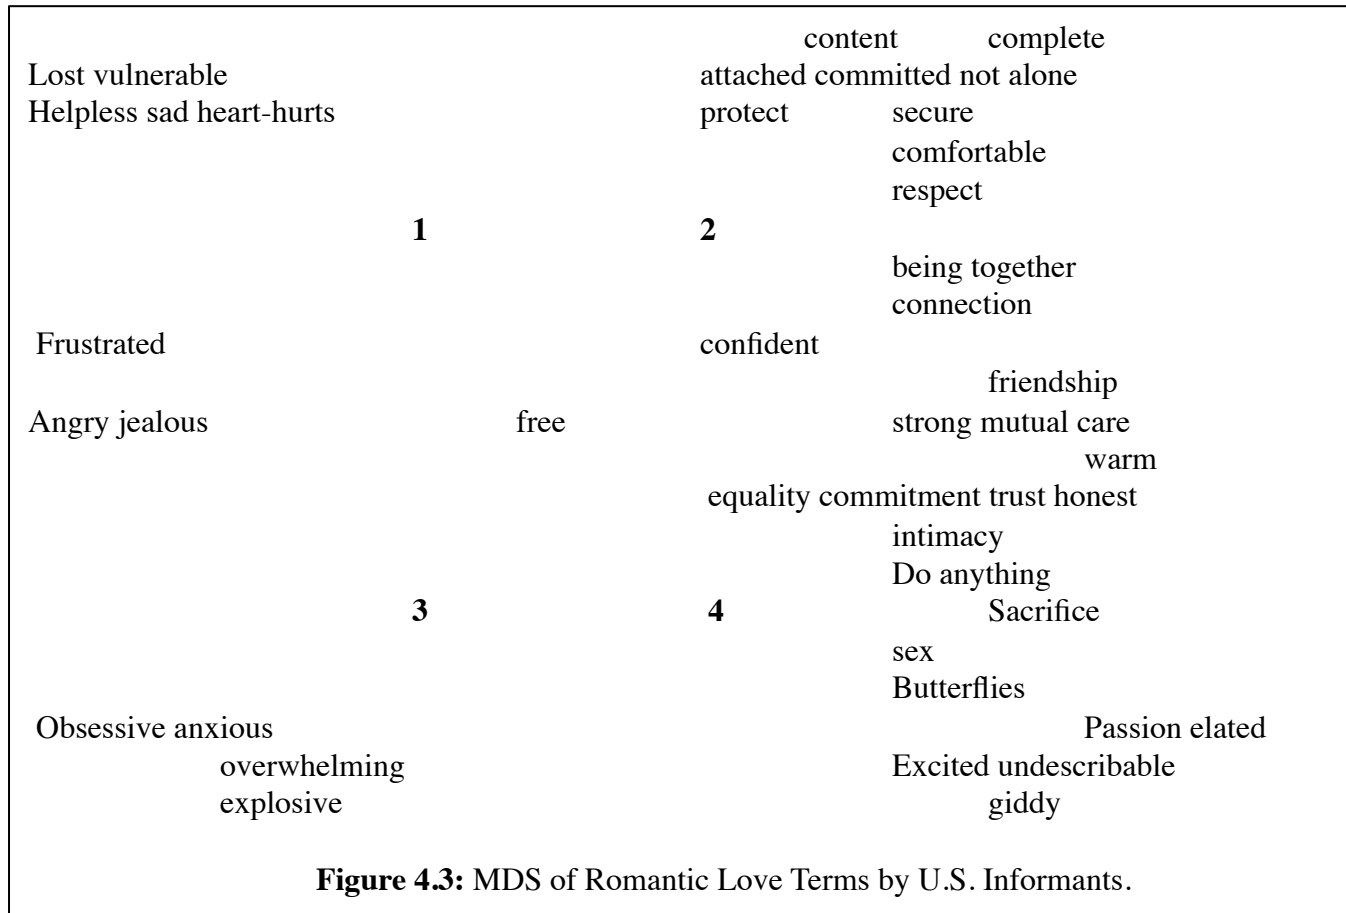 content complete
Lost vulnerable attached committed not alone
Helpless sad heart-hurts protect secure
comfortable
respect
1 2
being together
connection
Frustrated confident
friendship
Angry jealous free strong mutual care
warm
equality commitment trust honest
intimacy
Do anything
3 4 Sacrifice
sex
Butterflies
Obsessive anxious Passion elated
overwhelming Excited undescribable
explosive giddy
Figure 4.3: MDS of Romantic Love Terms by U.S. Informants.